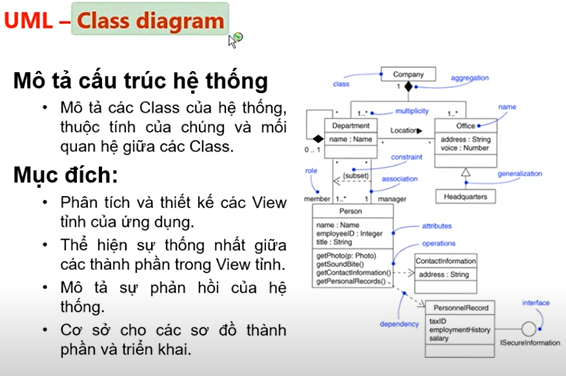 UML – Class diagram
Mô tả cấu trúc hệ thống
• Mô tả các Class của hệ thống,
thuộc tính của chúng và mối
quan hệ giữa các Class.
Mục đích:
• Phân tích và thiết kế các View
tỉnh của ứng dụng.
• Thể hiện sự thống nhất giữa
các thành phần trong View tỉnh.
• Mô tả sự phản hồi của hệ
thống.
• Cơ sở cho các sơ đồ thành
phần và triển khai.
Company
class
aggregation
1
1..*
multiplicity
1..*
name
Department
name : Name
Location
Office
address : String
voice : Number
0 .. 1
*
*
*
*
constraint
role
{subset}
association
generalization
Headquarters
member
1..*
1
manager
Person
name : Name
employeeID : Integer
title : String
attributes
operations
getPhoto(p: Photo)
getSoundBite()
getContactInformation()
getPersonalRecords()
ContactInformation
address : String
dependency
PersonnelRecord
taxID
employmentHistory
salary
interface
ISecureInformation